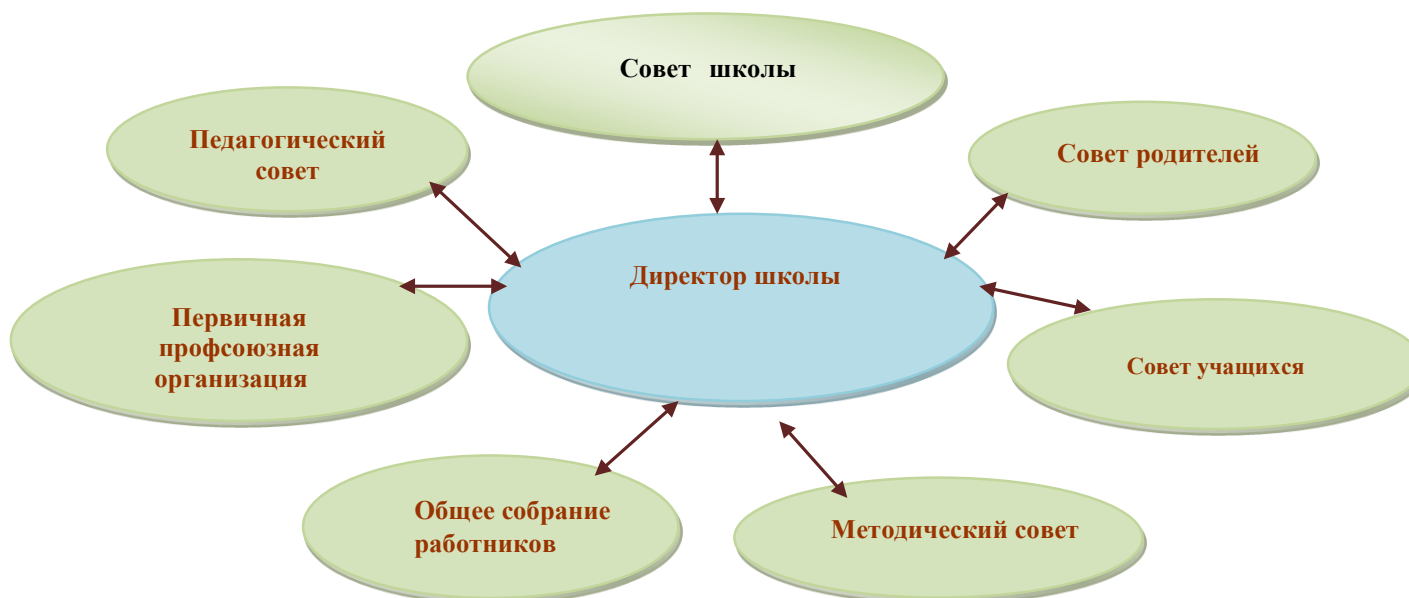 Совет школы
Педагогический
совет
Совет родителей
Директор школы
Первичная
профсоюзная
организация
Совет учащихся
Общее собрание
работников
Методический совет